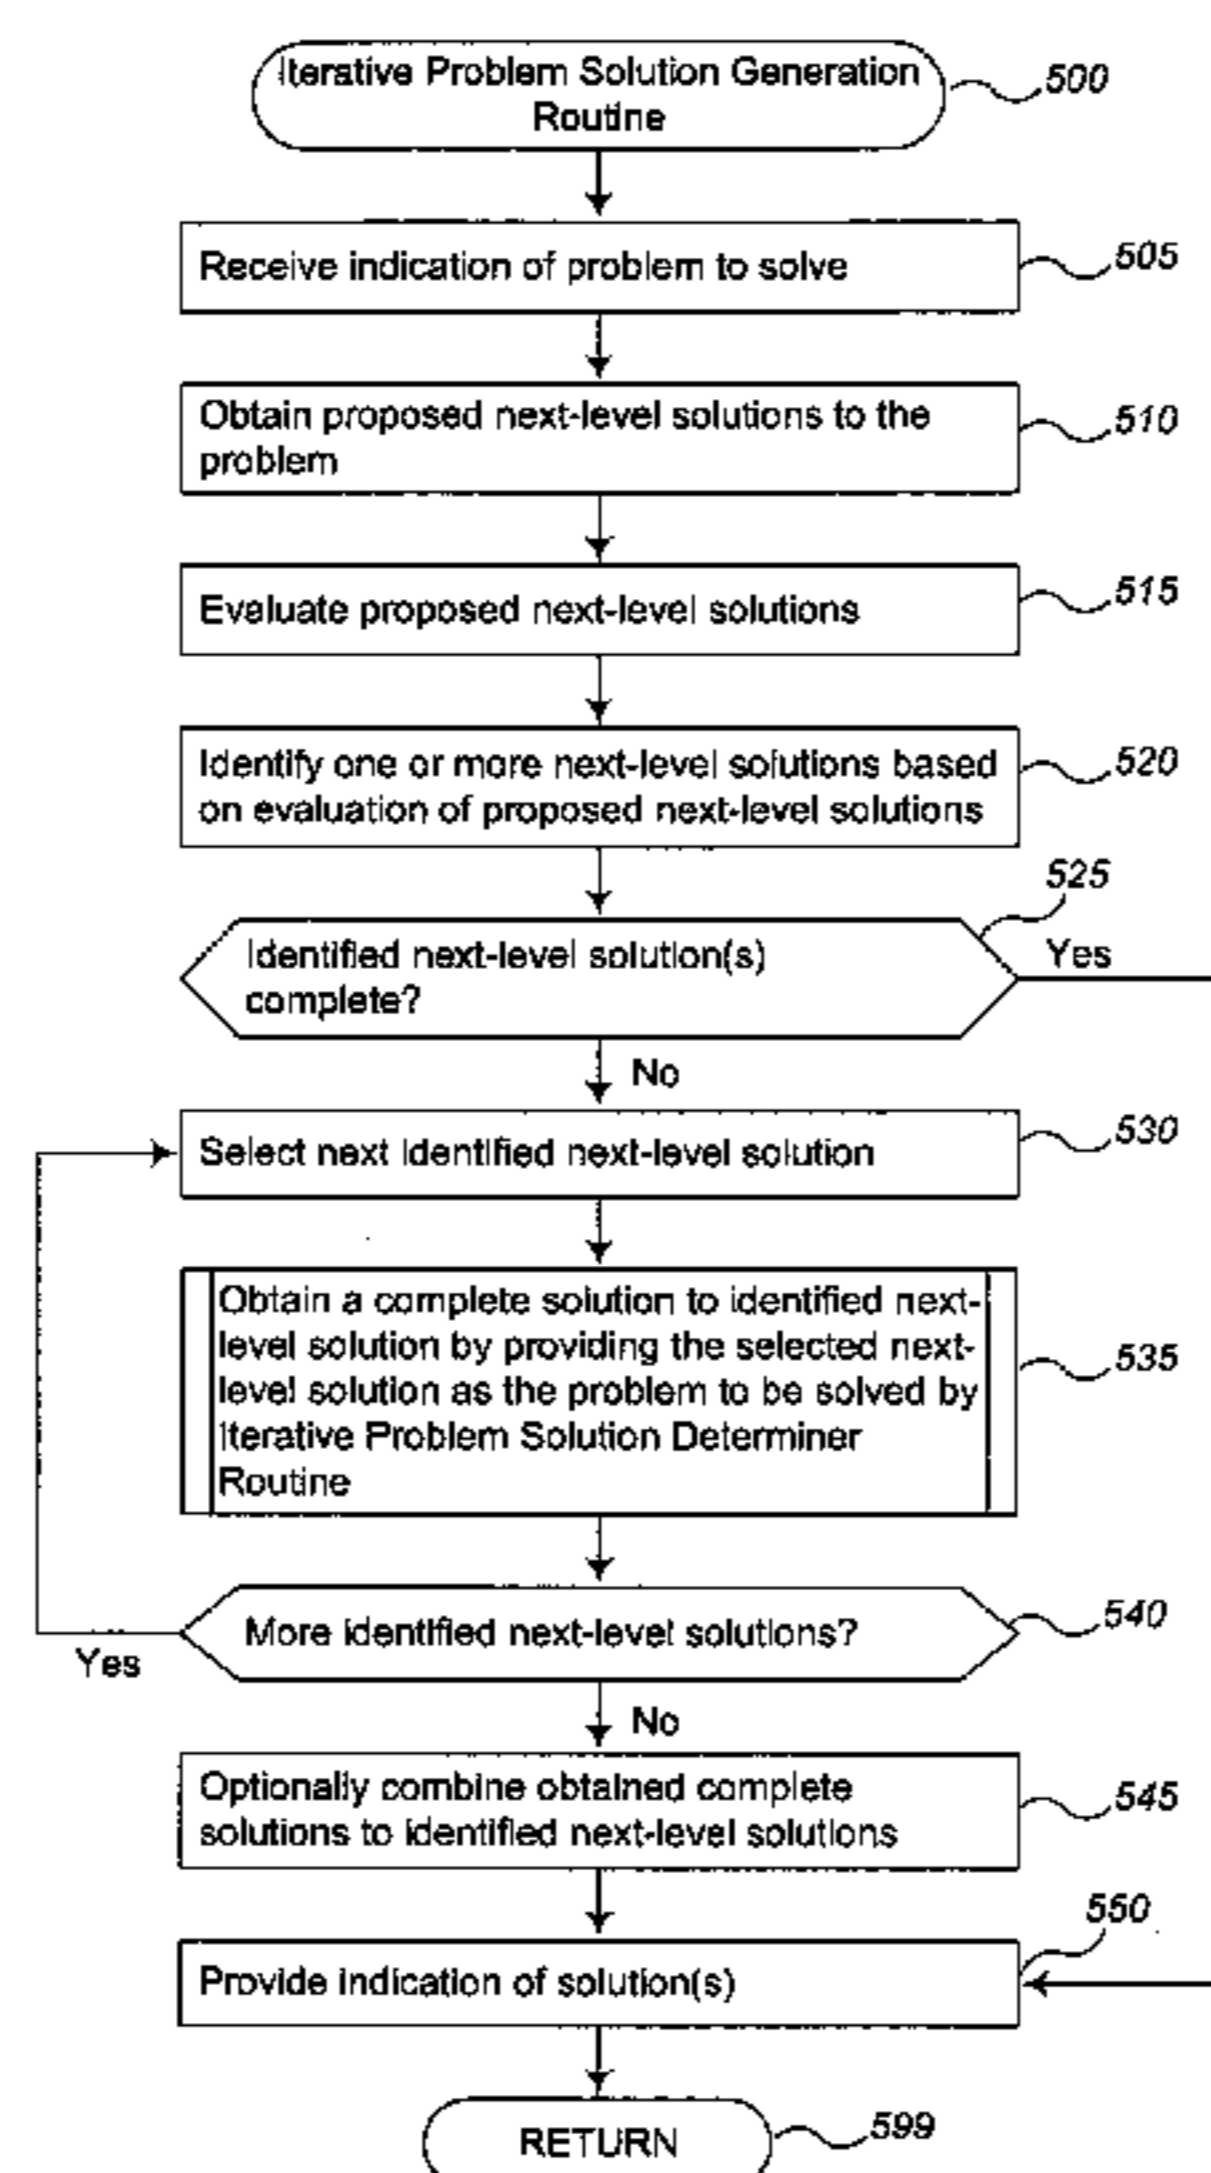 Iterative Problem Solution Generation
Routine
500
Receive indication of problem to solve
505
Obtain proposed next-level solutions to the
problem
510
Evaluate proposed next-level solutions
515
Identify one or more next-level solutions based
on evaluation of proposed next-level solutions
520
525
Identified next-level solution(s)
complete?
Yes
No
Select next identified next-level solution
530
Obtain a complete solution to identified next-
level solution by providing the selected next-
level solution as the problem to be solved by
Iterative Problem Solution Determiner
Routine
535
More identified next-level solutions?
540
Yes
No
Optionally combine obtained complete
solutions to identified next-level solutions
545
550
Provide indication of solution(s)
RETURN
599